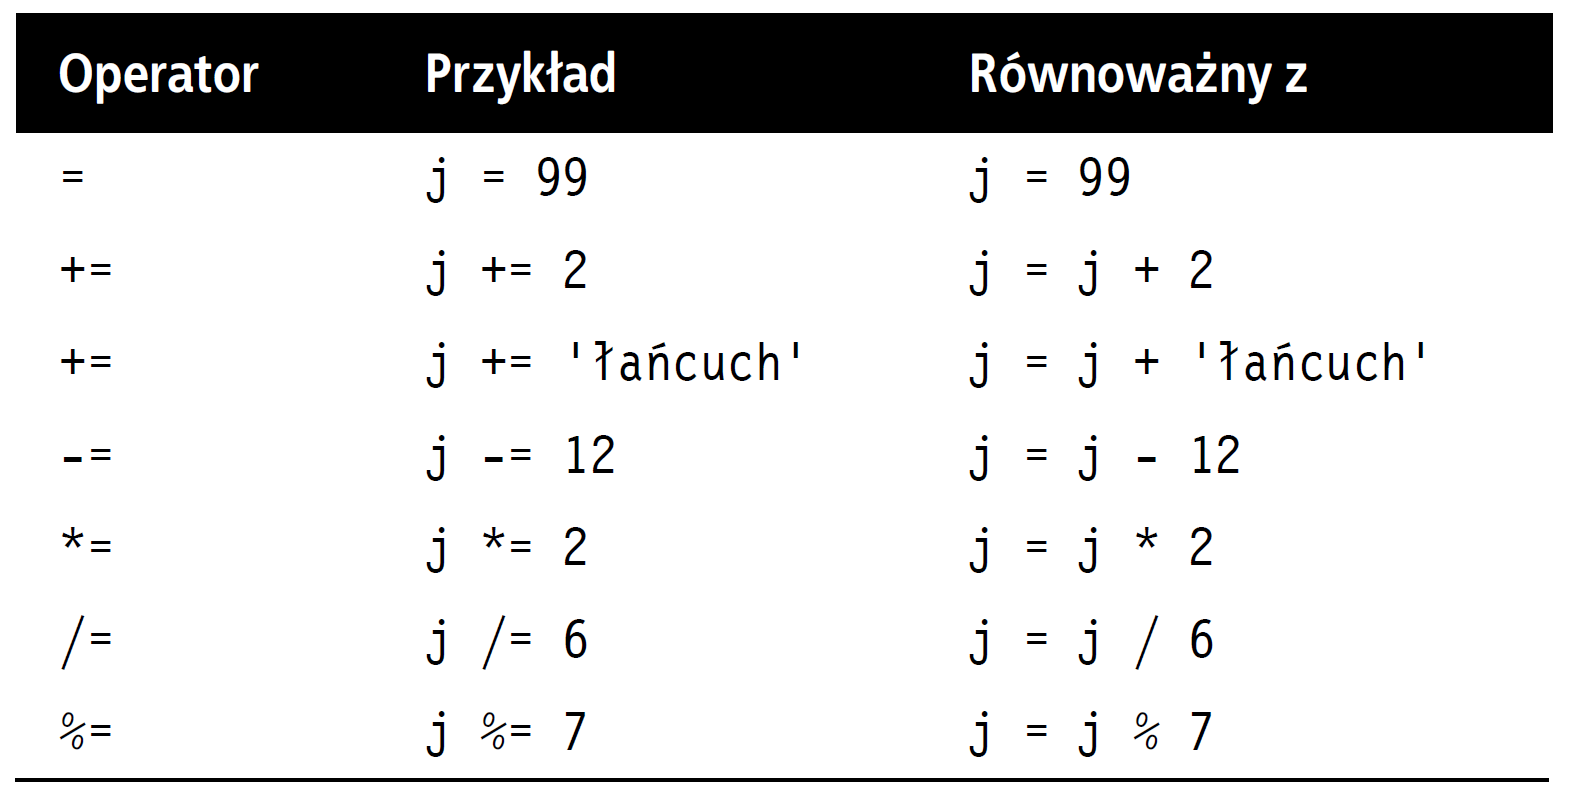 Operator Przykład Równoważny z
= j = 99 j = 99
+= j += 2 j = j + 2
+= j += 'łańcuch' j = j + 'łańcuch'
-= j -= 12 j = j - 12
*= j *= 2 j = j * 2
/= j /= 6 j = j / 6
%= j %= 7 j = j % 7